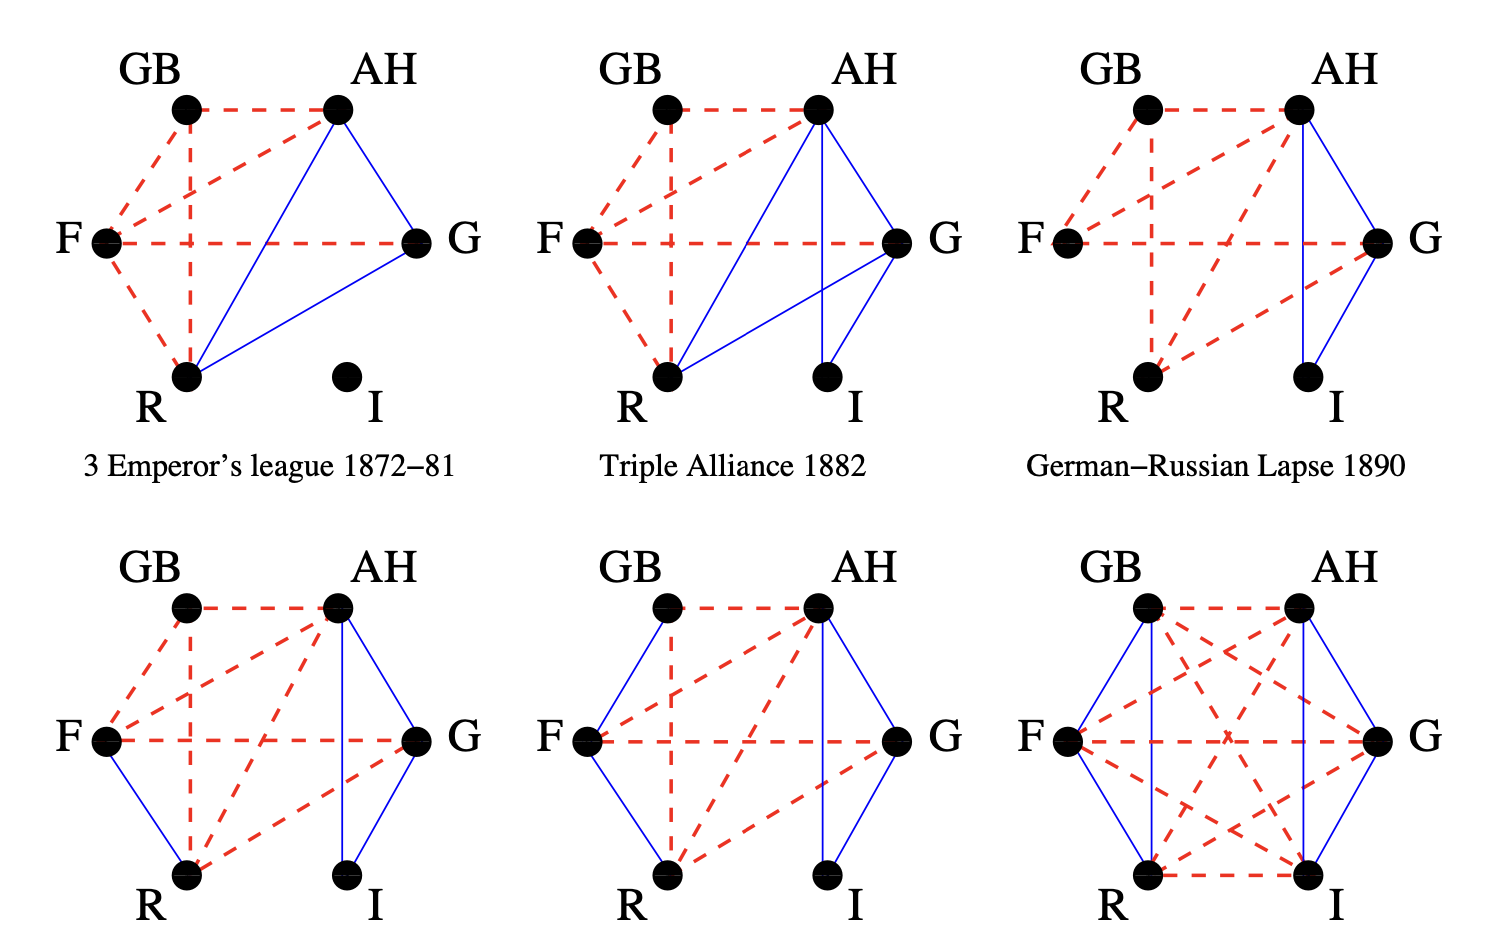 GB AH GB AH GB AH
F G F G F G
R I R I R I
3 Emperor's league 1872–81 Triple Alliance 1882 German–Russian Lapse 1890
GB AH GB AH GB AH
F G F G F G
R I R I R I